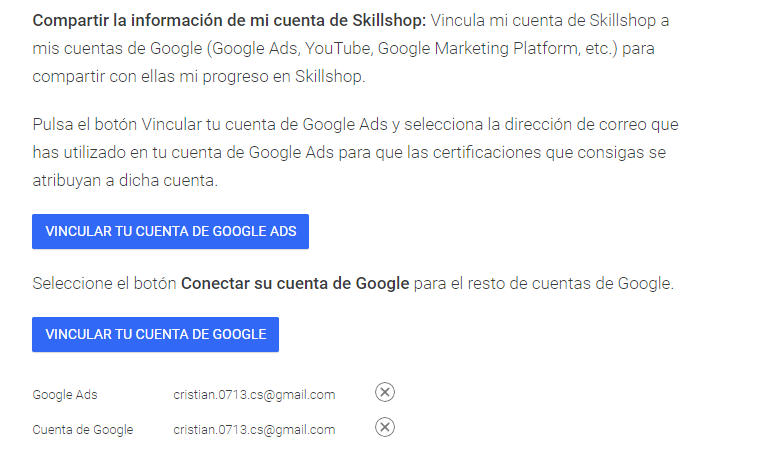 Compartir la información de mi cuenta de Skillshop: Vincula mi cuenta de Skillshop a
mis cuentas de Google (Google Ads, YouTube, Google Marketing Platform, etc.) para
compartir con ellas mi progreso en Skillshop.
Pulsa el botón Vincular tu cuenta de Google Ads y selecciona la dirección de correo que
has utilizado en tu cuenta de Google Ads para que las certificaciones que consigas se
atribuyan a dicha cuenta.
VINCULAR TU CUENTA DE GOOGLE ADS
Seleccione el botón Conectar su cuenta de Google para el resto de cuentas de Google.
VINCULAR TU CUENTA DE GOOGLE
Google Ads cristian.0713.cs@gmail.com
Cuenta de Google cristian.0713.cs@gmail.com